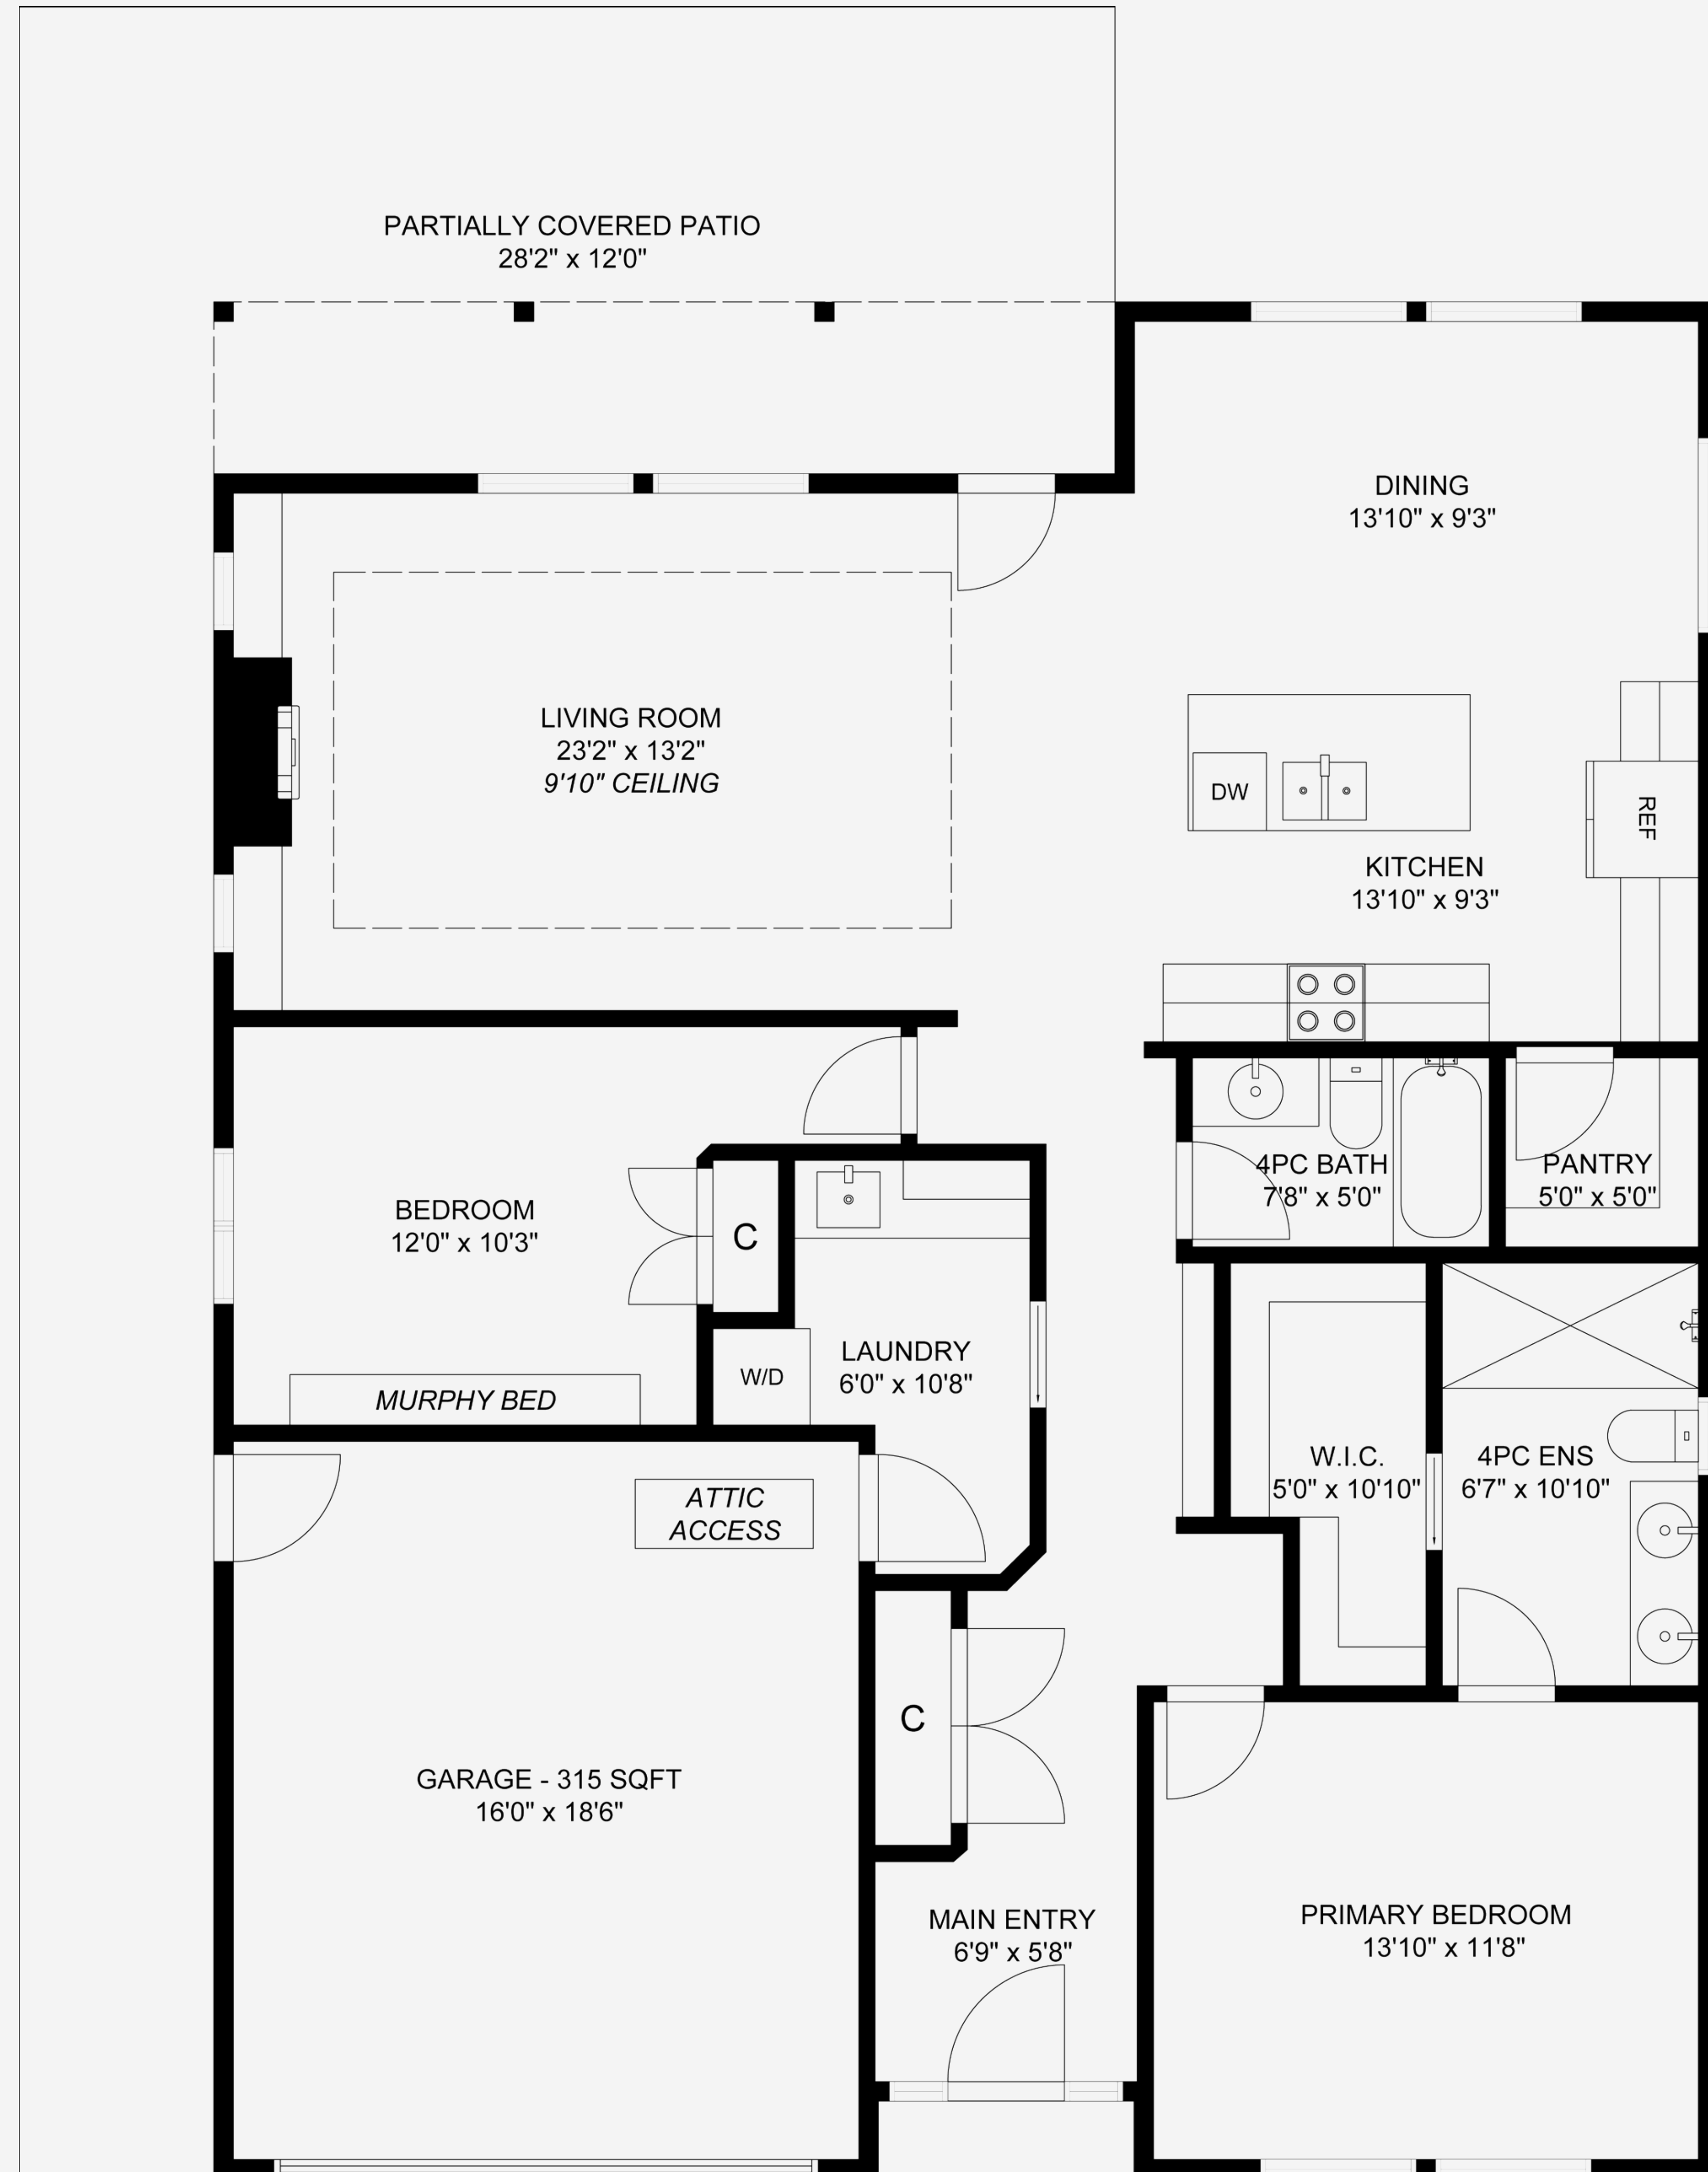 PARTIALLY COVERED PATIO
28'2" x 12'0"
DINING
13'10" x 9'3"
LIVING ROOM
23'2" x 13'2"
9'10" CEILING
DW
REF
KITCHEN
13'10" x 9'3"
4PC BATH
7'8" x 5'0"
PANTRY
5'0" x 5'0"
BEDROOM
12'0" x 10'3"
C
LAUNDRY
6'0" x 10'8"
W/D
MURPHY BED
W.I.C.
5'0" x 10'10"
4PC ENS
6'7" x 10'10"
ATTIC
ACCESS
C
GARAGE - 315 SQFT
16'0" x 18'6"
MAIN ENTRY
6'9" x 5'8"
PRIMARY BEDROOM
13'10" x 11'8"